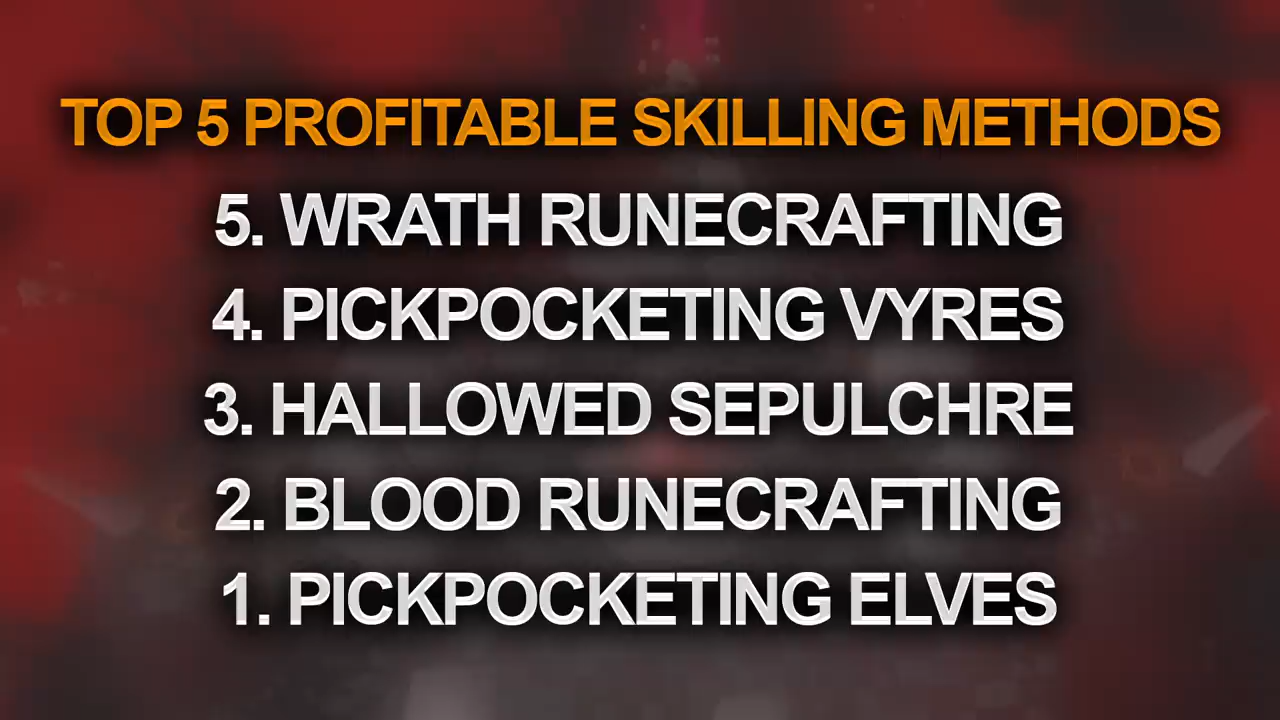 TOP 5 PROFITABLE SKILLING METHODS
5. WRATH RUNECRAFTING
4. PICKPOCKETING VYRES
3. HALLOWED SEPULCHRE
2. BLOOD RUNECRAFTING
1. PICKPOCKETING ELVES